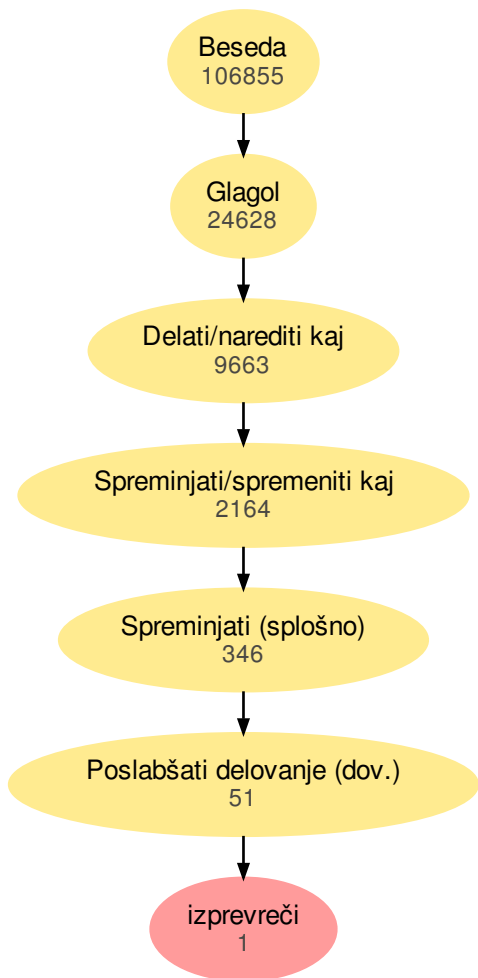 Beseda
106855
Glagol
24628
Delati/narediti kaj
9663
Spreminjati/spremeniti kaj
2164
Spreminjati (splošno)
346
Poslabšati delovanje (dov.)
51
izprevreči
1